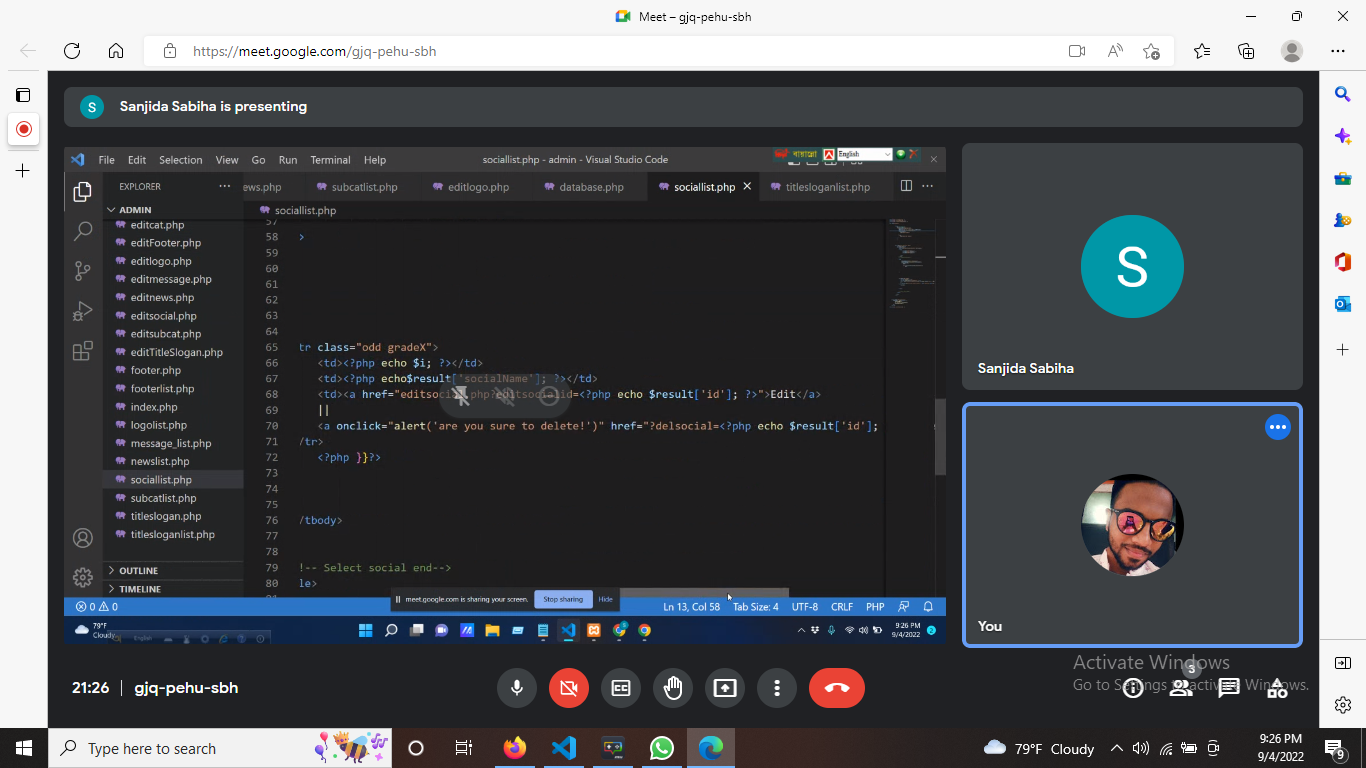 Meet – gjq-pehu-sbh
https://meet.google.com/gjq-pehu-sbh
S
Sanjida Sabiha is presenting
File Edit Selection View Go Run Terminal Help
sociallist.php - admin - Visual Studio Code
English
EXPLORER
ews.php subcatlist.php editlogo.php database.php sociallist.php titlesloganlist.php
ADMIN
sociallist.php
editcat.php
editFooter.php
editlogo.php
editmessage.php
editnews.php
editsocial.php
editsubcat.php
editTitleSlogan.php
footer.php
footerlist.php
index.php
logolist.php
message_list.php
newslist.php
sociallist.php
subcatlist.php
titleslogan.php
titlesloganlist.php
OUTLINE
TIMELINE
57
58 >
59
60
61
62
63
64
65 tr class="odd gradeX">
66 <td><?php echo $i; ?></td>
67 <td><?php echo$result['socialName']; ?></td>
68 <td><a href="editsocial.php?editsocialid=<?php echo $result['id']; ?>">Edit</a>
69 ||
70 <a onclick="alert('are you sure to delete!')" href="?delsocial=<?php echo $result['id'];
71 /tr>
72 <?php }}?>
73
74
75
76 /tbody>
77
78
79 !-- Select social end-->
80 le>
meet.google.com is sharing your screen. Stop sharing Hide
0 0 Ln 13, Col 58 Tab Size: 4 UTF-8 CRLF PHP
79°F
Cloudy
9:26 PM
9/4/2022
2
S
Sanjida Sabiha
You
Activate Windows
Go to Settings to activate Windows.
3
21:26 | gjq-pehu-sbh
Type here to search
79°F Cloudy
9:26 PM
9/4/2022
9